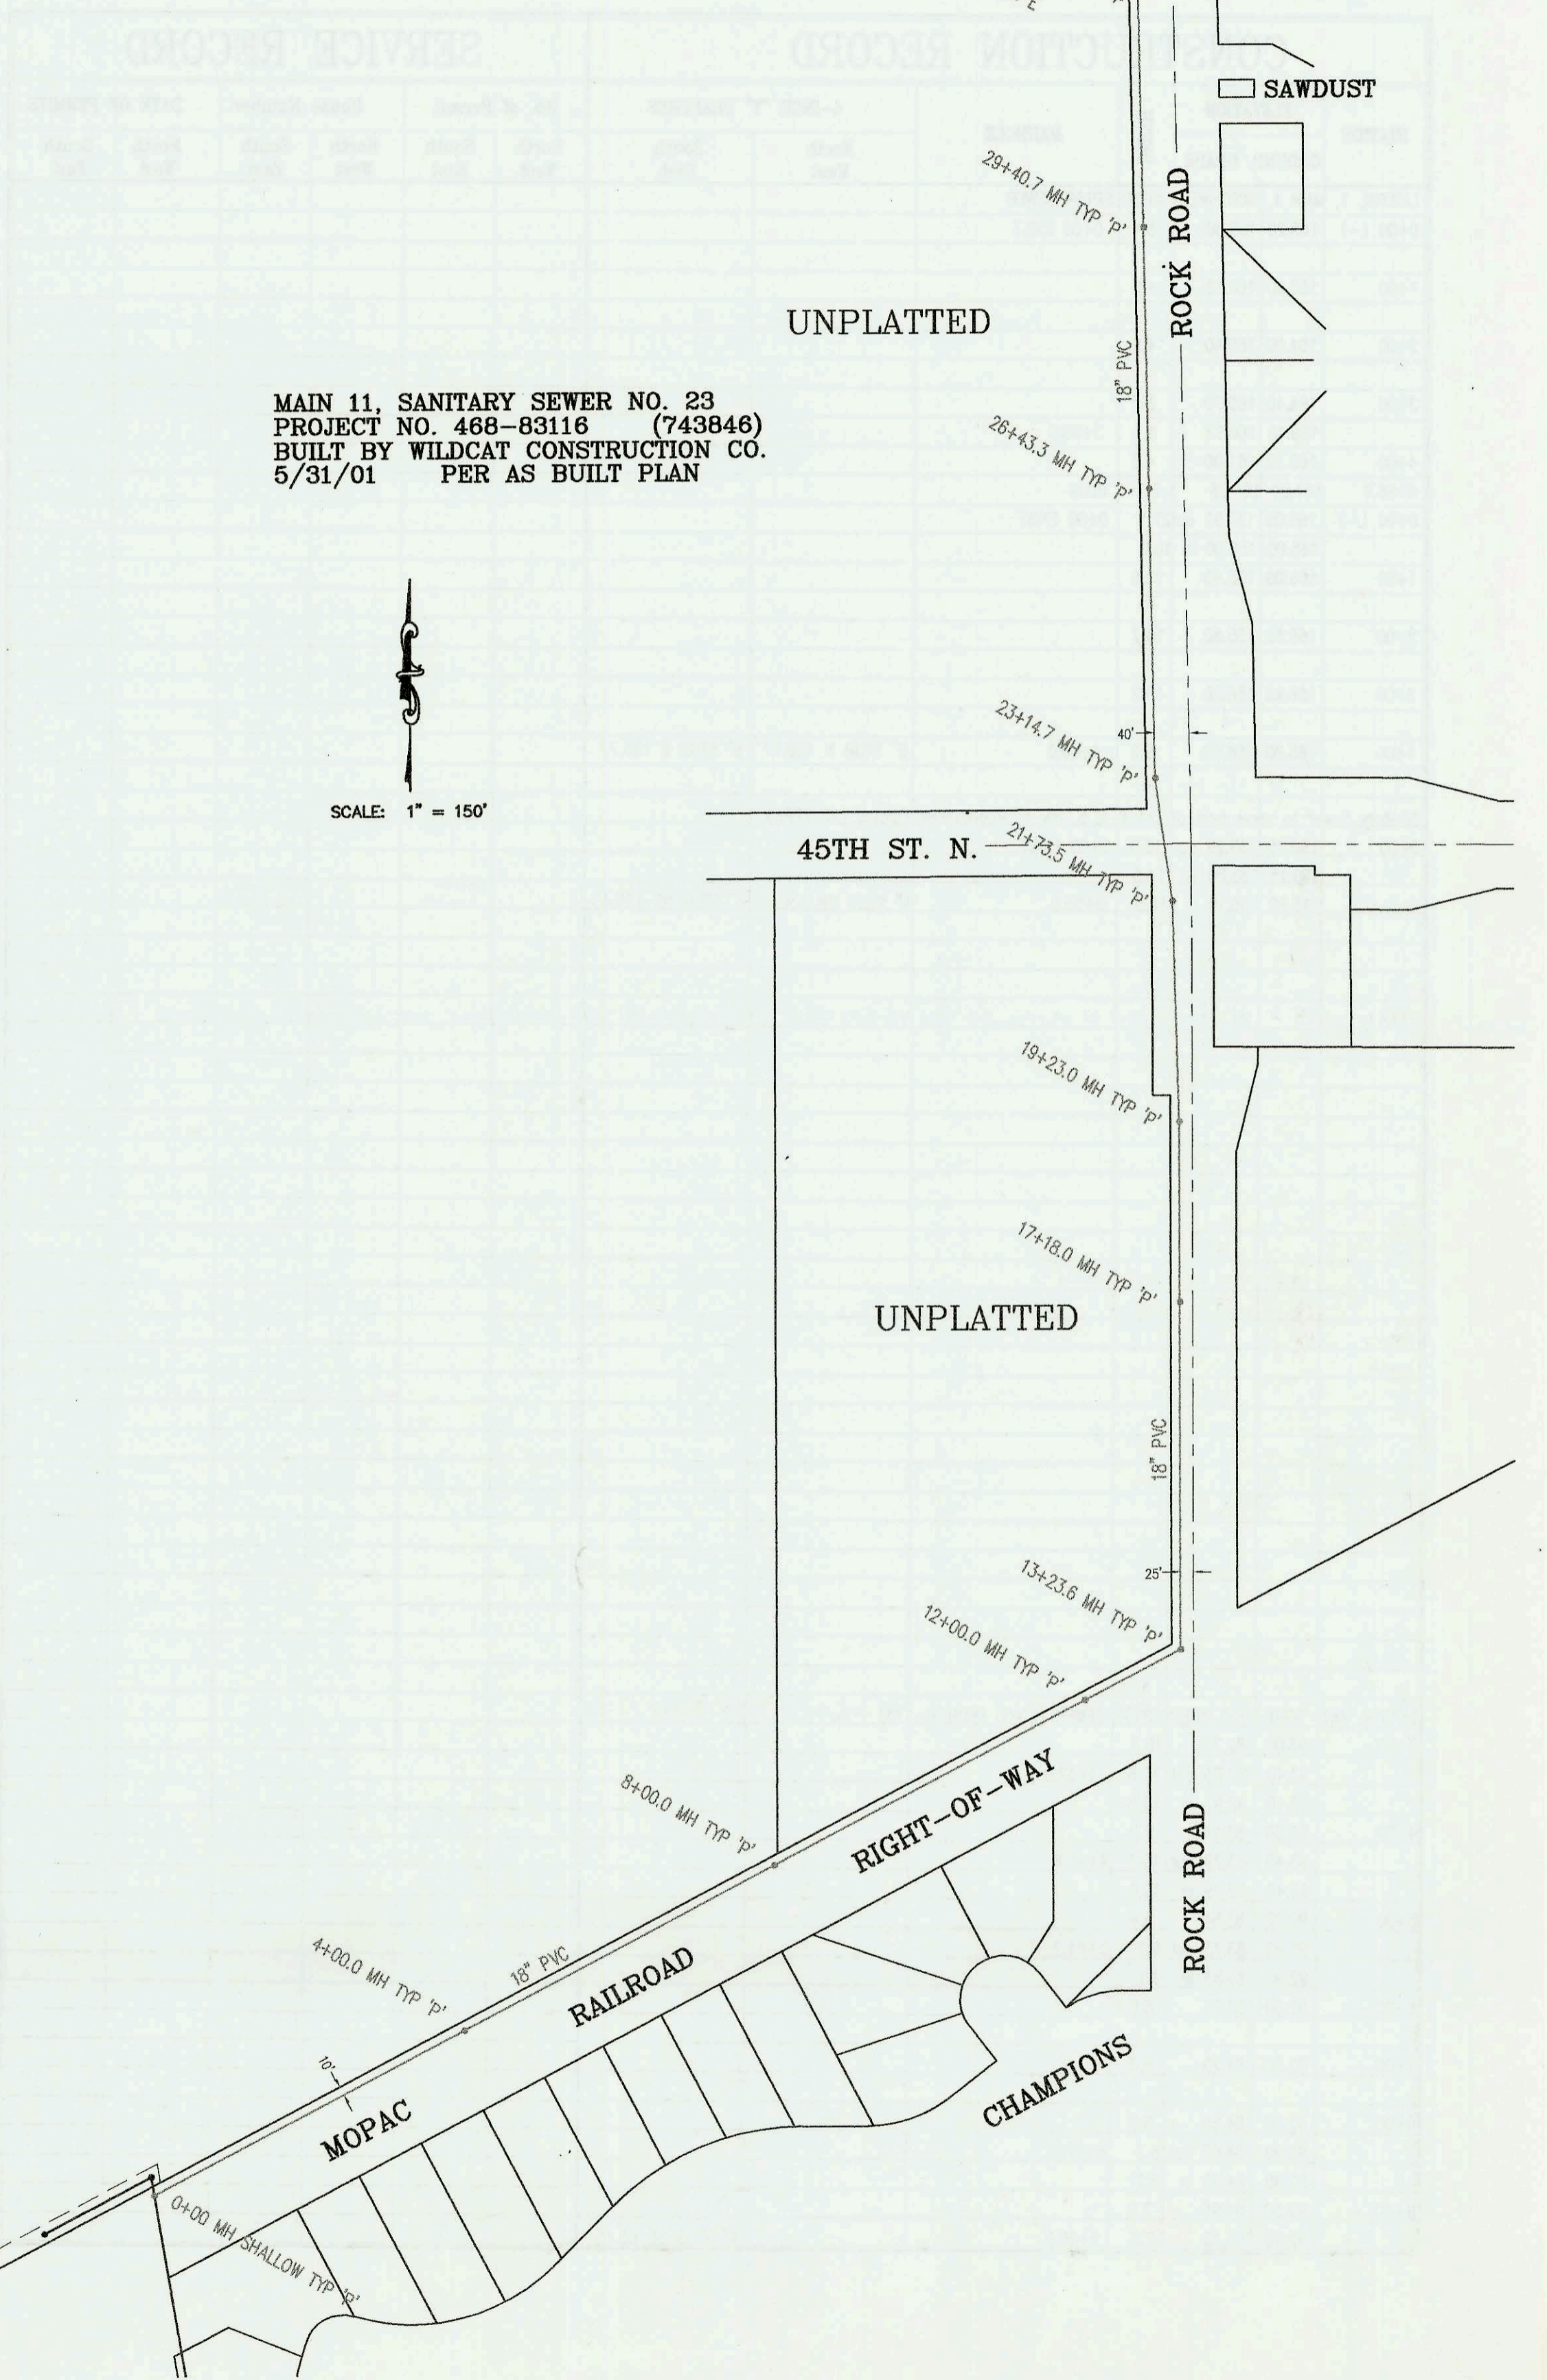 SAWDUST
29+40.7 MH TYP 'P'
ROCK ROAD
UNPLATTED
18" PVC
MAIN 11, SANITARY SEWER NO. 23
PROJECT NO. 468-83116 (743846)
BUILT BY WILDCAT CONSTRUCTION CO.
5/31/01 PER AS BUILT PLAN
26+43.3 MH TYP 'P'
23+14.7 MH TYP 'P'
40'
SCALE: 1" = 150'
45TH ST. N.
21+73.5 MH TYP 'P'
19+23.0 MH TYP 'P'
17+18.0 MH TYP 'P'
UNPLATTED
18" PVC
25'
13+23.6 MH TYP 'P'
12+00.0 MH TYP 'P'
8+00.0 MH TYP 'P'
RIGHT-OF-WAY
ROCK ROAD
4+00.0 MH TYP 'P'
18" PVC
RAILROAD
10'
MOPAC
CHAMPIONS
0+00 MH SHALLOW TYP 'P'